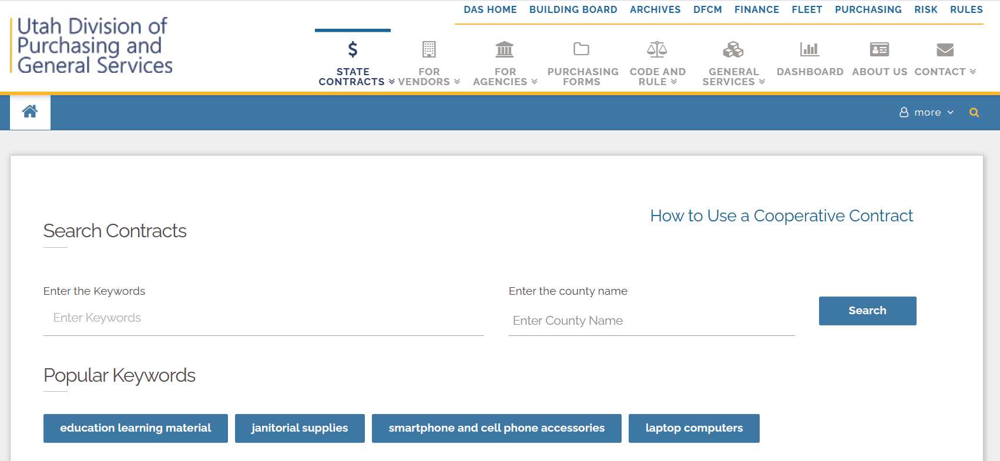 DAS HOME BUILDING BOARD ARCHIVES DFCM FINANCE FLEET PURCHASING RISK RULES
Utah Division of
Purchasing and
General Services
STATE
CONTRACTS
FOR
VENDORS
FOR
AGENCIES
PURCHASING
FORMS
CODE AND
RULE
GENERAL
SERVICES
DASHBOARD
ABOUT US
CONTACT
more
How to Use a Cooperative Contract
Search Contracts
Enter the Keywords
Enter Keywords
Enter the county name
Enter County Name
Search
Popular Keywords
education learning material
janitorial supplies
smartphone and cell phone accessories
laptop computers